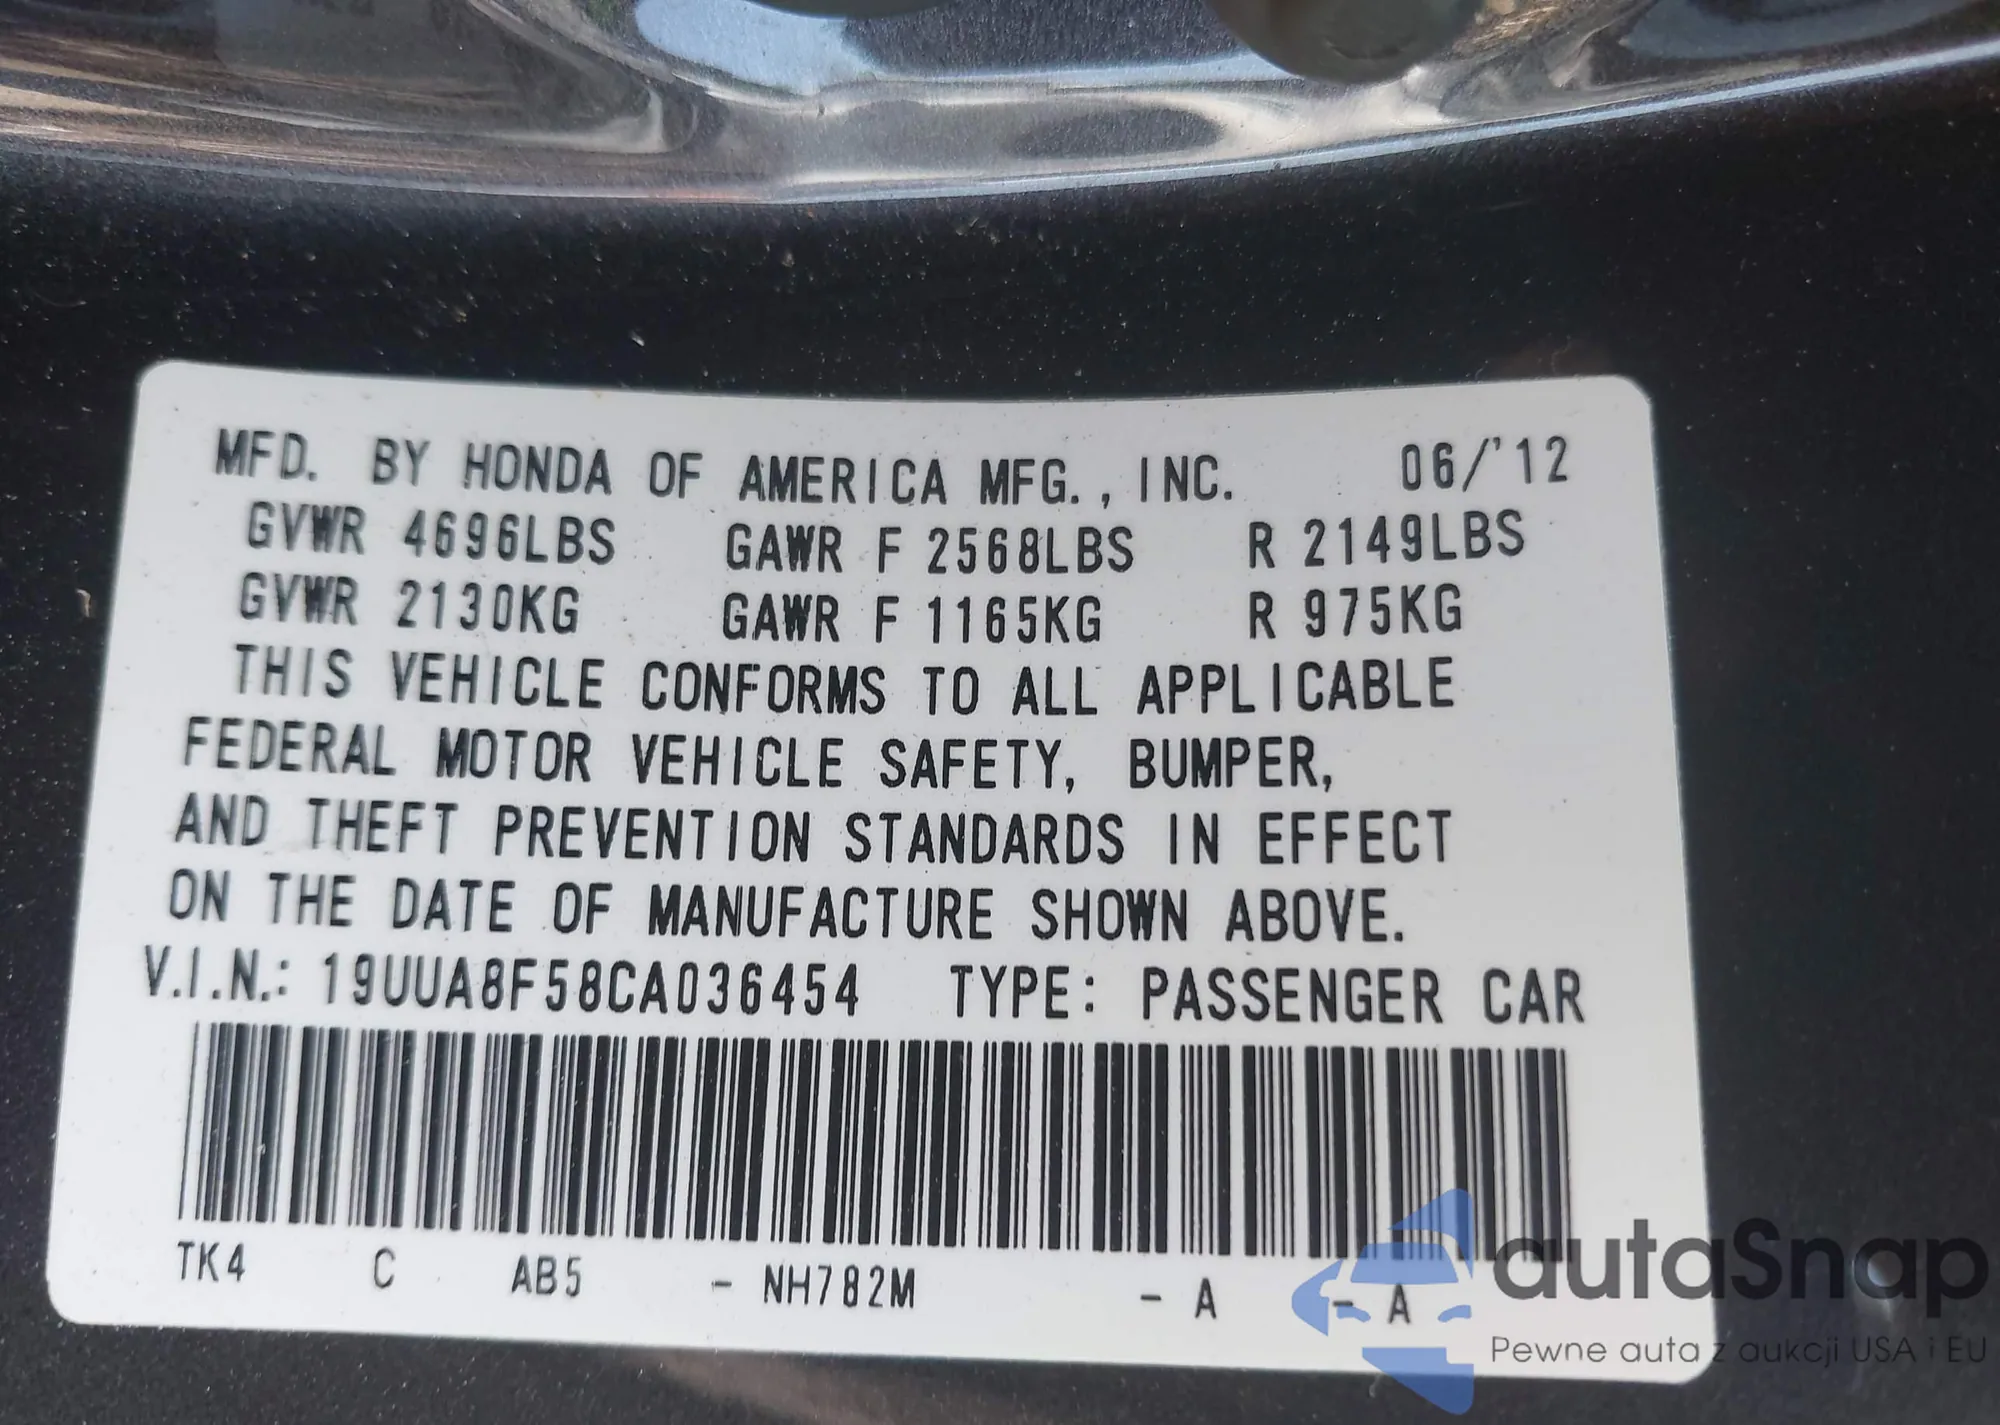 MFD. BY HONDA OF AMERICA MFG., INC. 06/'12
GVWR 4696LBS GAWR F 2568LBS R 2149LBS
GVWR 2130KG GAWR F 1165KG R 975KG
THIS VEHICLE CONFORMS TO ALL APPLICABLE
FEDERAL MOTOR VEHICLE SAFETY, BUMPER,
AND THEFT PREVENTION STANDARDS IN EFFECT
ON THE DATE OF MANUFACTURE SHOWN ABOVE.
V.I.N.: 19UUA8F58CA036454 TYPE: PASSENGER CAR
TK4 C AB5 - NH782M - A - A
autaSnap
Pewne auta z aukcji USA i EU